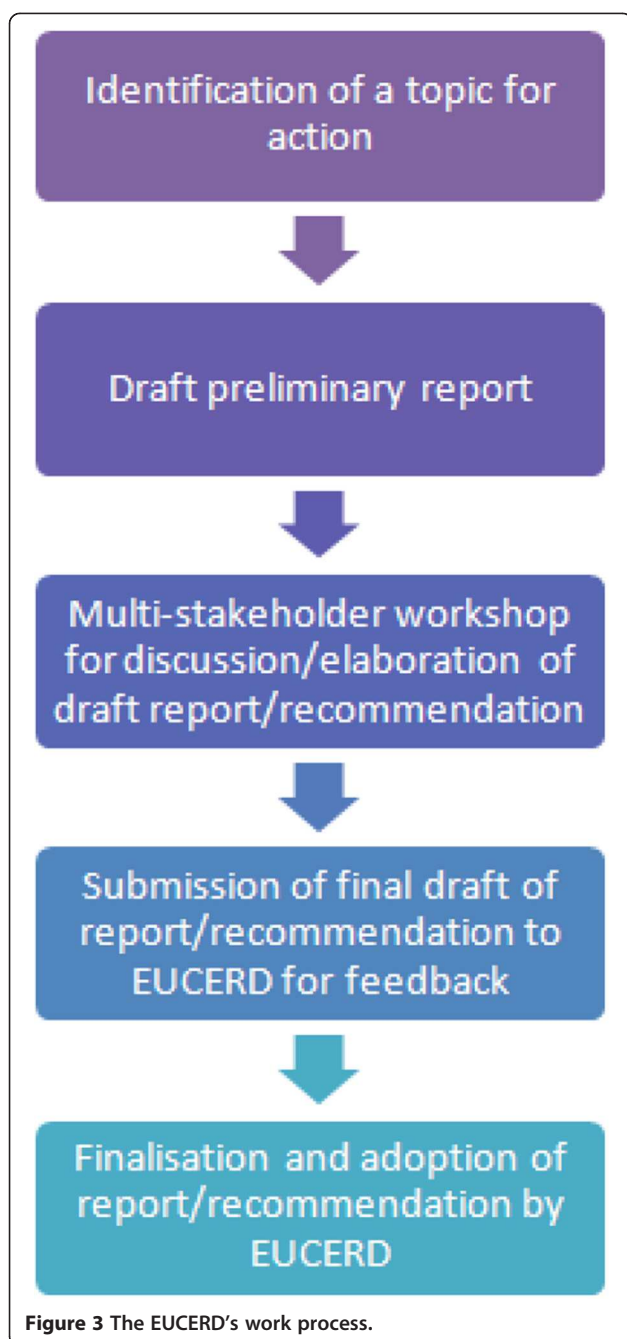 Identification of a topic for
action
Draft preliminary report
Multi-stakeholder workshop
for discussion/elaboration of
draft report/recommendation
Submission of final draft of
report/recommendation to
EUCERD for feedback
Finalisation and adoption of
report/recommendation by
EUCERD
Figure 3 The EUCERD's work process.